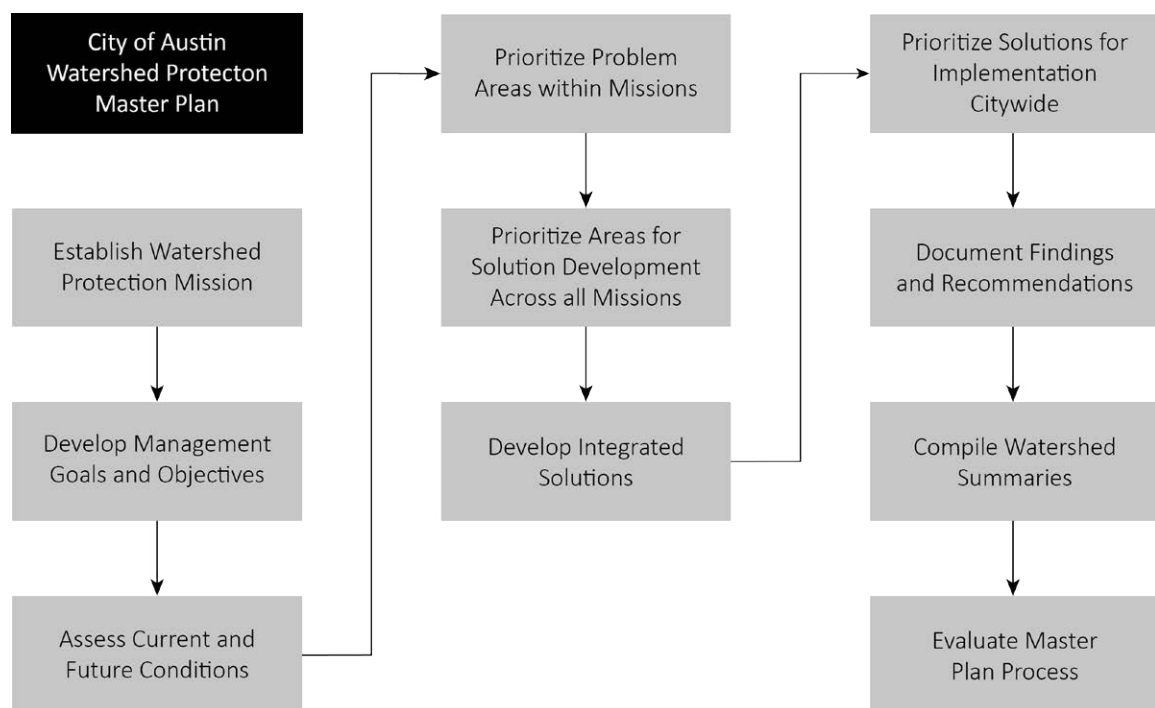 City of Austin
Watershed Protecton
Master Plan
Establish Watershed
Protection Mission
Develop Management
Goals and Objectives
Assess Current and
Future Conditions
Prioritize Problem
Areas within Missions
Prioritize Areas for
Solution Development
Across all Missions
Develop Integrated
Solutions
Prioritize Solutions for
Implementation
Citywide
Document Findings
and Recommendations
Compile Watershed
Summaries
Evaluate Master
Plan Process